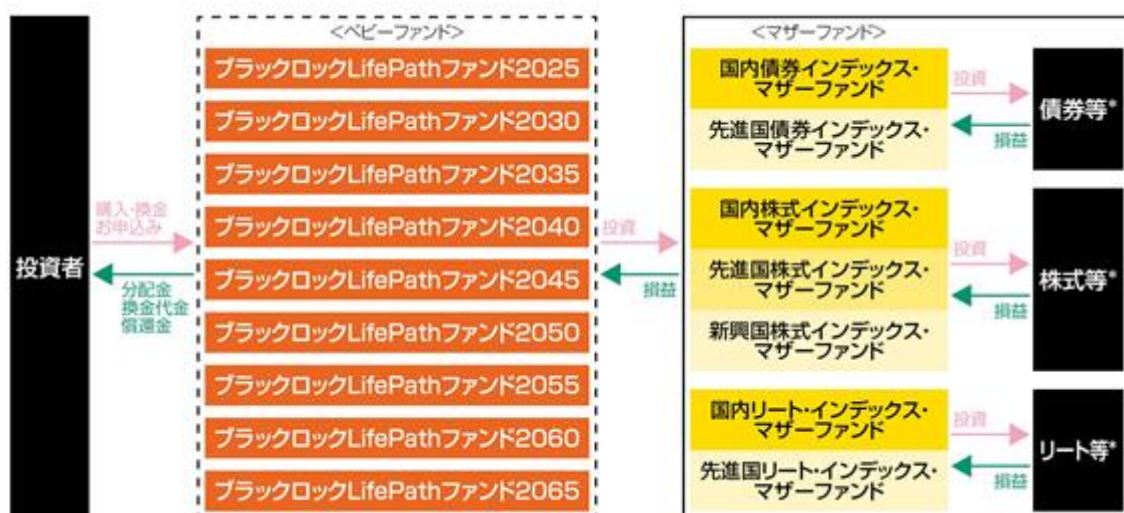 投資者
購入・換金
お申込み
分配金
換金代金
償還金
<ベビーファンド>
ブラックロックLifePathファンド2025
ブラックロックLifePathファンド2030
ブラックロックLifePathファンド2035
ブラックロックLifePathファンド2040
ブラックロックLifePathファンド2045
ブラックロックLifePathファンド2050
ブラックロックLifePathファンド2055
ブラックロックLifePathファンド2060
ブラックロックLifePathファンド2065
投資
損益
<マザーファンド>
国内債券インデックス・
マザーファンド
先進国債券インデックス・
マザーファンド
投資
損益
債券等*
国内株式インデックス・
マザーファンド
先進国株式インデックス・
マザーファンド
新興国株式インデックス・
マザーファンド
投資
損益
株式等*
国内リート・インデックス・
マザーファンド
先進国リート・インデックス・
マザーファンド
投資
損益
リート等*